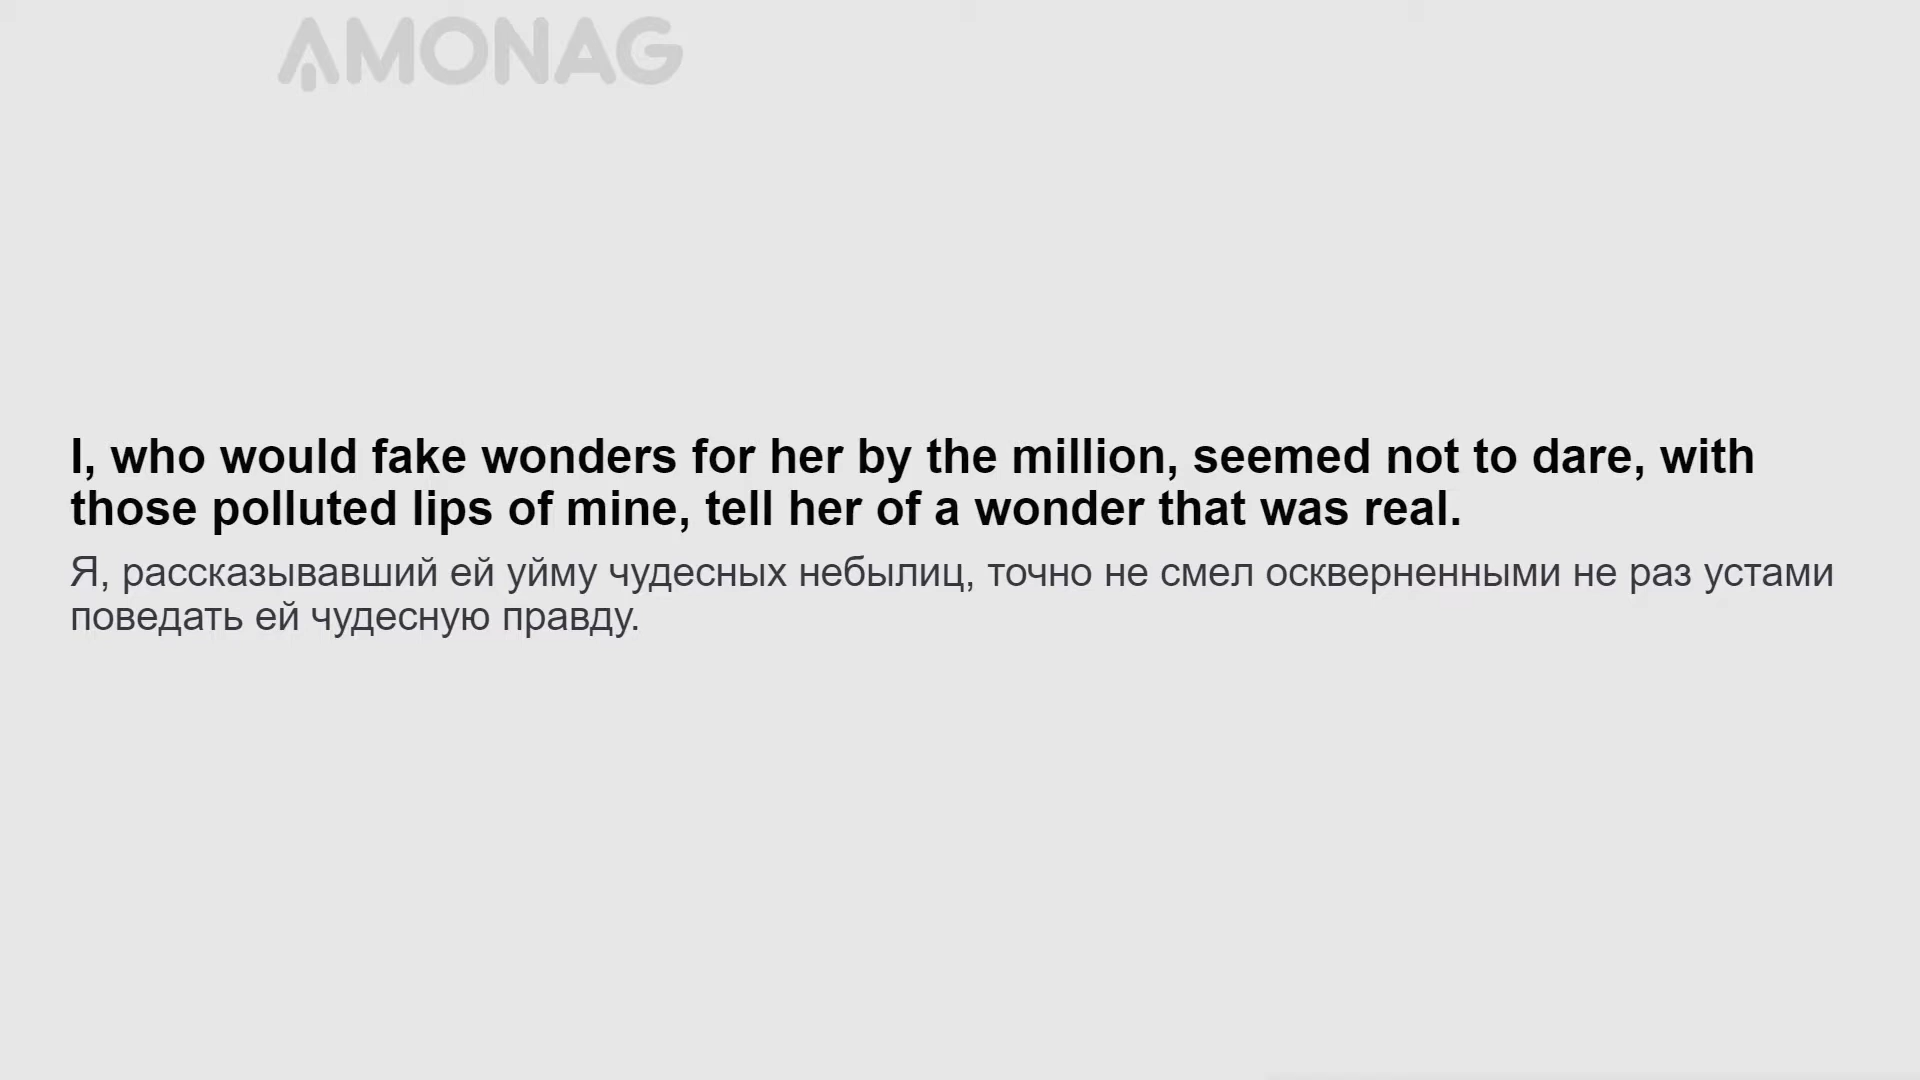 AMONAG
I, who would fake wonders for her by the million, seemed not to dare, with
those polluted lips of mine, tell her of a wonder that was real.
Я, рассказывавший ей уйму чудесных небылиц, точно не смел оскверненными не раз устами
поведать ей чудесную правду.